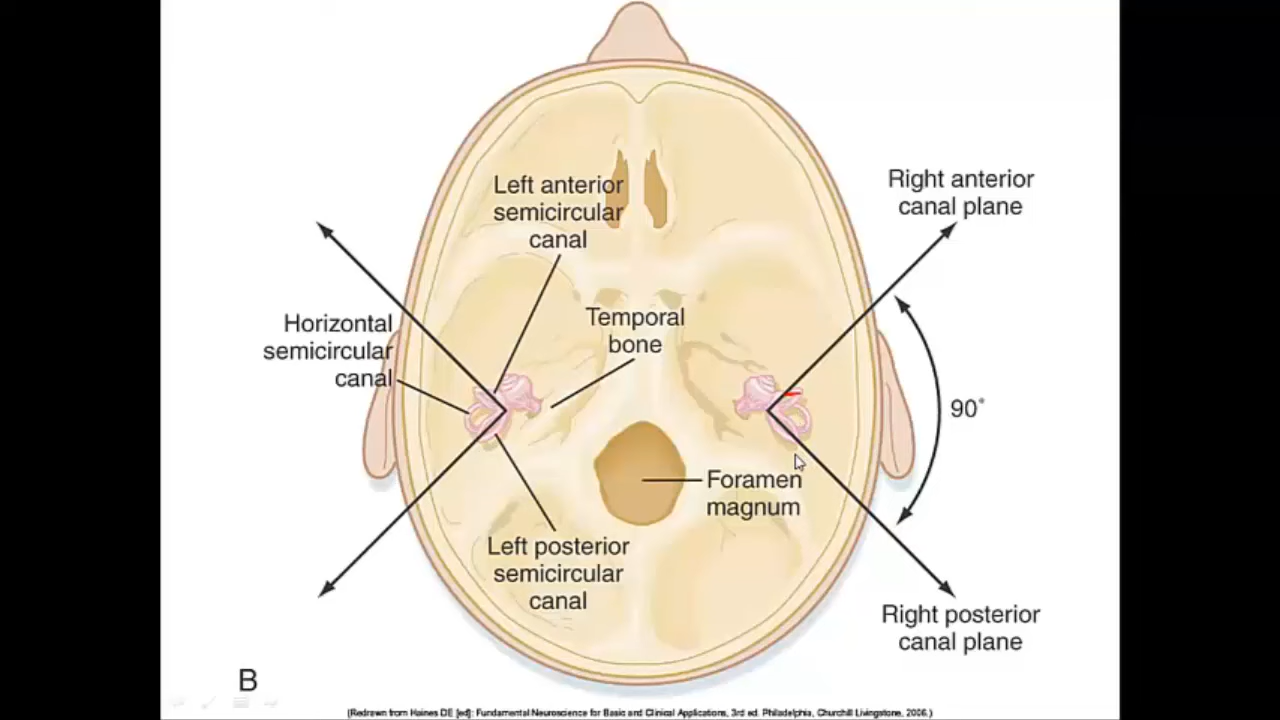 Left anterior
semicircular
canal
Right anterior
canal plane
Horizontal
semicircular
canal
Temporal
bone
90°
Foramen
magnum
Left posterior
semicircular
canal
Right posterior
canal plane
B
(Redrawn from Haines DE [ed]: Fundamental Neuroscience for Basic and Clinical Applications, 3rd ed. Philadelphia, Churchill Livingstone, 2006.)